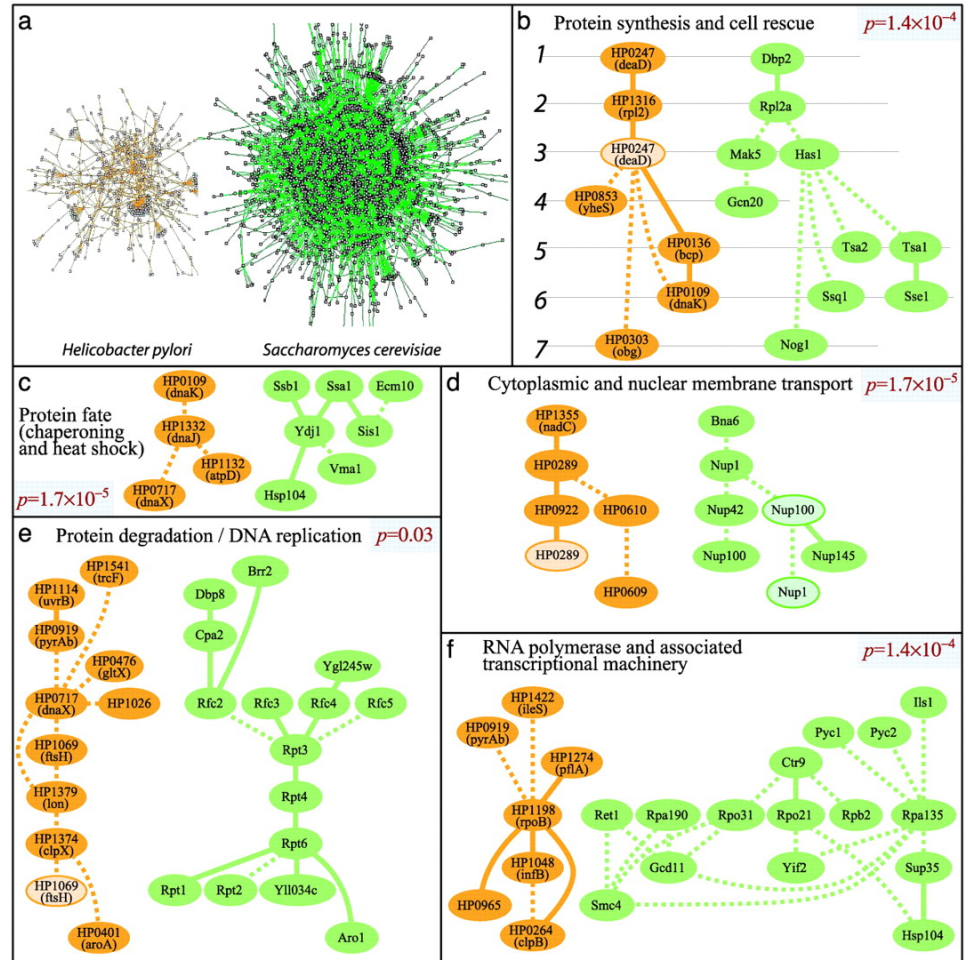 a
Helicobacter pylori
Saccharomyces cerevisiae
b
Protein synthesis and cell rescue
p=1.4×10⁻⁴
1
HP0247
(deaD)
Dbp2
2
HP1316
(rpl2)
Rpl2a
3
HP0247
(deaD)
Mak5
Has1
4
HP0853
(yheS)
Gcn20
5
HP0136
(bcp)
Tsa2
Tsa1
6
HP0109
(dnaK)
Ssq1
Sse1
7
HP0303
(obg)
Nog1
c
Protein fate
(chaperoning
and heat shock)
p=1.7×10⁻⁵
HP0109
(dnaK)
HP1332
(dnaJ)
HP1132
(atpD)
HP0717
(dnaX)
Ssb1
Ssa1
Ecm10
Ydj1
Sis1
Vma1
Hsp104
d
Cytoplasmic and nuclear membrane transport
p=1.7×10⁻⁵
HP1355
(nadC)
HP0289
HP0922
HP0610
HP0289
HP0609
Bna6
Nup1
Nup42
Nup100
Nup100
Nup145
Nup1
e
Protein degradation / DNA replication
p=0.03
HP1541
(trcF)
HP1114
(uvrB)
HP0919
(pyrAb)
HP0476
(gltX)
HP0717
(dnaX)
HP1026
HP1069
(ftsH)
HP1379
(lon)
HP1374
(clpX)
HP1069
(ftsH)
HP0401
(aroA)
Brr2
Dbp8
Cpa2
Ygl245w
Rfc2
Rfc3
Rfc4
Rfc5
Rpt3
Rpt4
Rpt6
Rpt1
Rpt2
Yll034c
Aro1
f
RNA polymerase and associated
transcriptional machinery
p=1.4×10⁻⁴
HP1422
(ileS)
HP0919
(pyrAb)
HP1274
(pflA)
HP1198
(rpoB)
HP1048
(infB)
HP0965
HP0264
(clpB)
Ils1
Pyc1
Pyc2
Ctr9
Ret1
Rpa190
Rpo31
Rpo21
Rpb2
Rpa135
Gcd11
Yif2
Sup35
Smc4
Hsp104